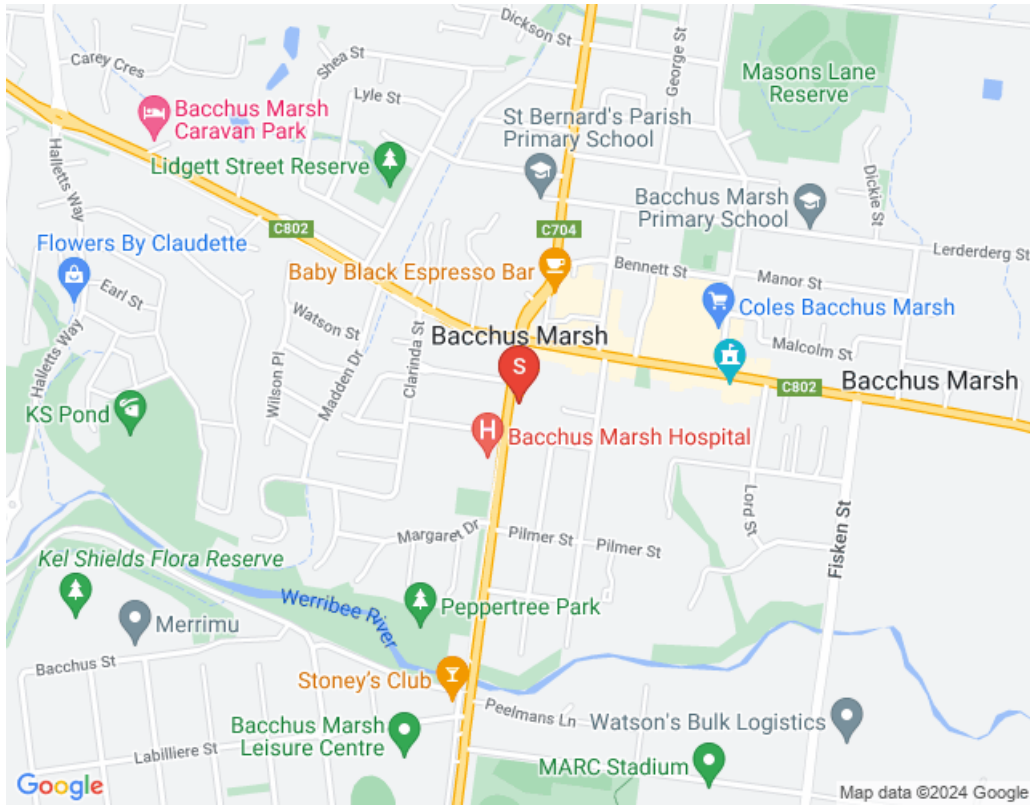 Dickson St
George St
Carey Cres
Shea St
Masons Lane
Reserve
Lyle St
Bacchus Marsh
Caravan Park
St Bernard's Parish
Primary School
Halletts Way
Lidgett Street Reserve
Dickie St
Bacchus Marsh
Primary School
C802
C704
Flowers By Claudette
Lerderderg St
Baby Black Espresso Bar
Bennett St
Manor St
Earl St
Watson St
Coles Bacchus Marsh
Halletts Way
Clarinda St
Bacchus Marsh
Malcolm St
Wilson Pl
Madden Dr
S
C802
Bacchus Marsh
KS Pond
H
Bacchus Marsh Hospital
Lord St
Fisken St
Margaret Dr
Pilmer St
Pilmer St
Kel Shields Flora Reserve
Werribee River
Peppertree Park
Merrimu
Bacchus St
Stoney's Club
Peelmans Ln
Watson's Bulk Logistics
Bacchus Marsh
Leisure Centre
Labilliere St
MARC Stadium
Google
Map data ©2024 Google